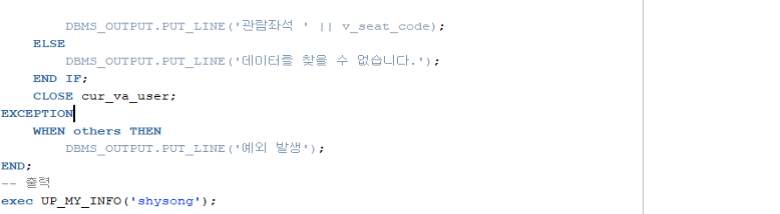 DBMS_OUTPUT.PUT_LINE('관람좌석 ' || v_seat_code);
ELSE
DBMS_OUTPUT.PUT_LINE('데이터를 찾을 수 없습니다.');
END IF;
CLOSE cur_va_user;
EXCEPTION
WHEN others THEN
DBMS_OUTPUT.PUT_LINE('예외 발생');
END;
-- 출력
exec UP_MY_INFO('shysong');